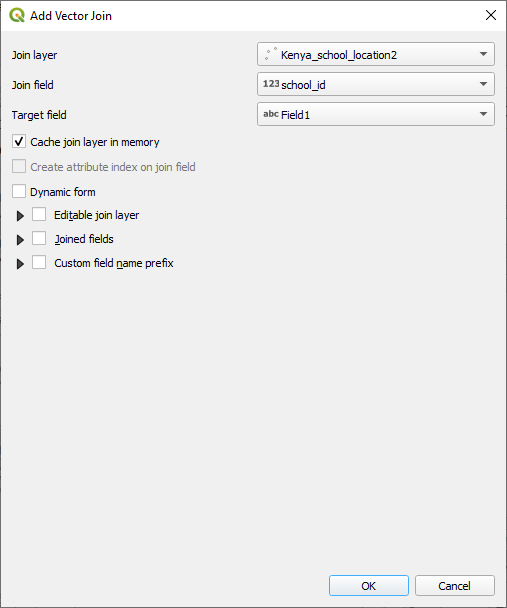 Add Vector Join
Join layer Kenya_school_location2
Join field 123 school_id
Target field abc Field1
Cache join layer in memory
Create attribute index on join field
Dynamic form
Editable join layer
Joined fields
Custom field name prefix
OK Cancel